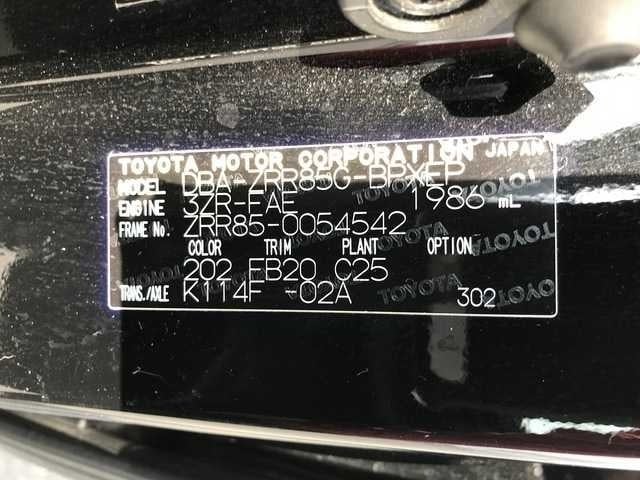 TOYOTA MOTOR CORPORATION JAPAN
MODEL DBA-ZRR85G-BPXEP
ENGINE 3ZR-FAE 1986 mL
FRAME No. ZRR85-0054542
COLOR TRIM PLANT OPTION
202 FB20 C25
TRANS./AXLE K114F -02A 302